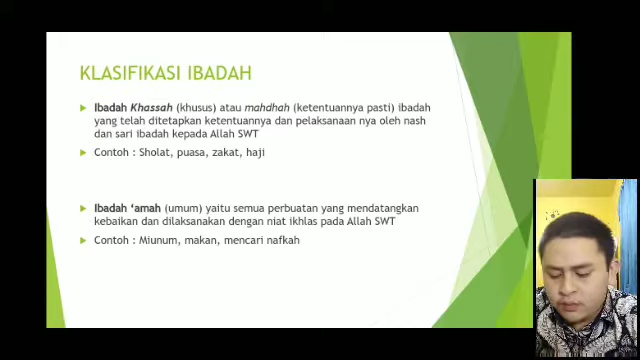 KLASIFIKASI IBADAH
Ibadah Khassah (khusus) atau mahdhah (ketentuannya pasti) ibadah
yang telah ditetapkan ketentuannya dan pelaksanaan nya oleh nash
dan sari ibadah kepada Allah SWT
Contoh : Sholat, puasa, zakat, haji
Ibadah ‘amah (umum) yaitu semua perbuatan yang mendatangkan
kebaikan dan dilaksanakan dengan niat ikhlas pada Allah SWT
Contoh : Miunum, makan, mencari nafkah